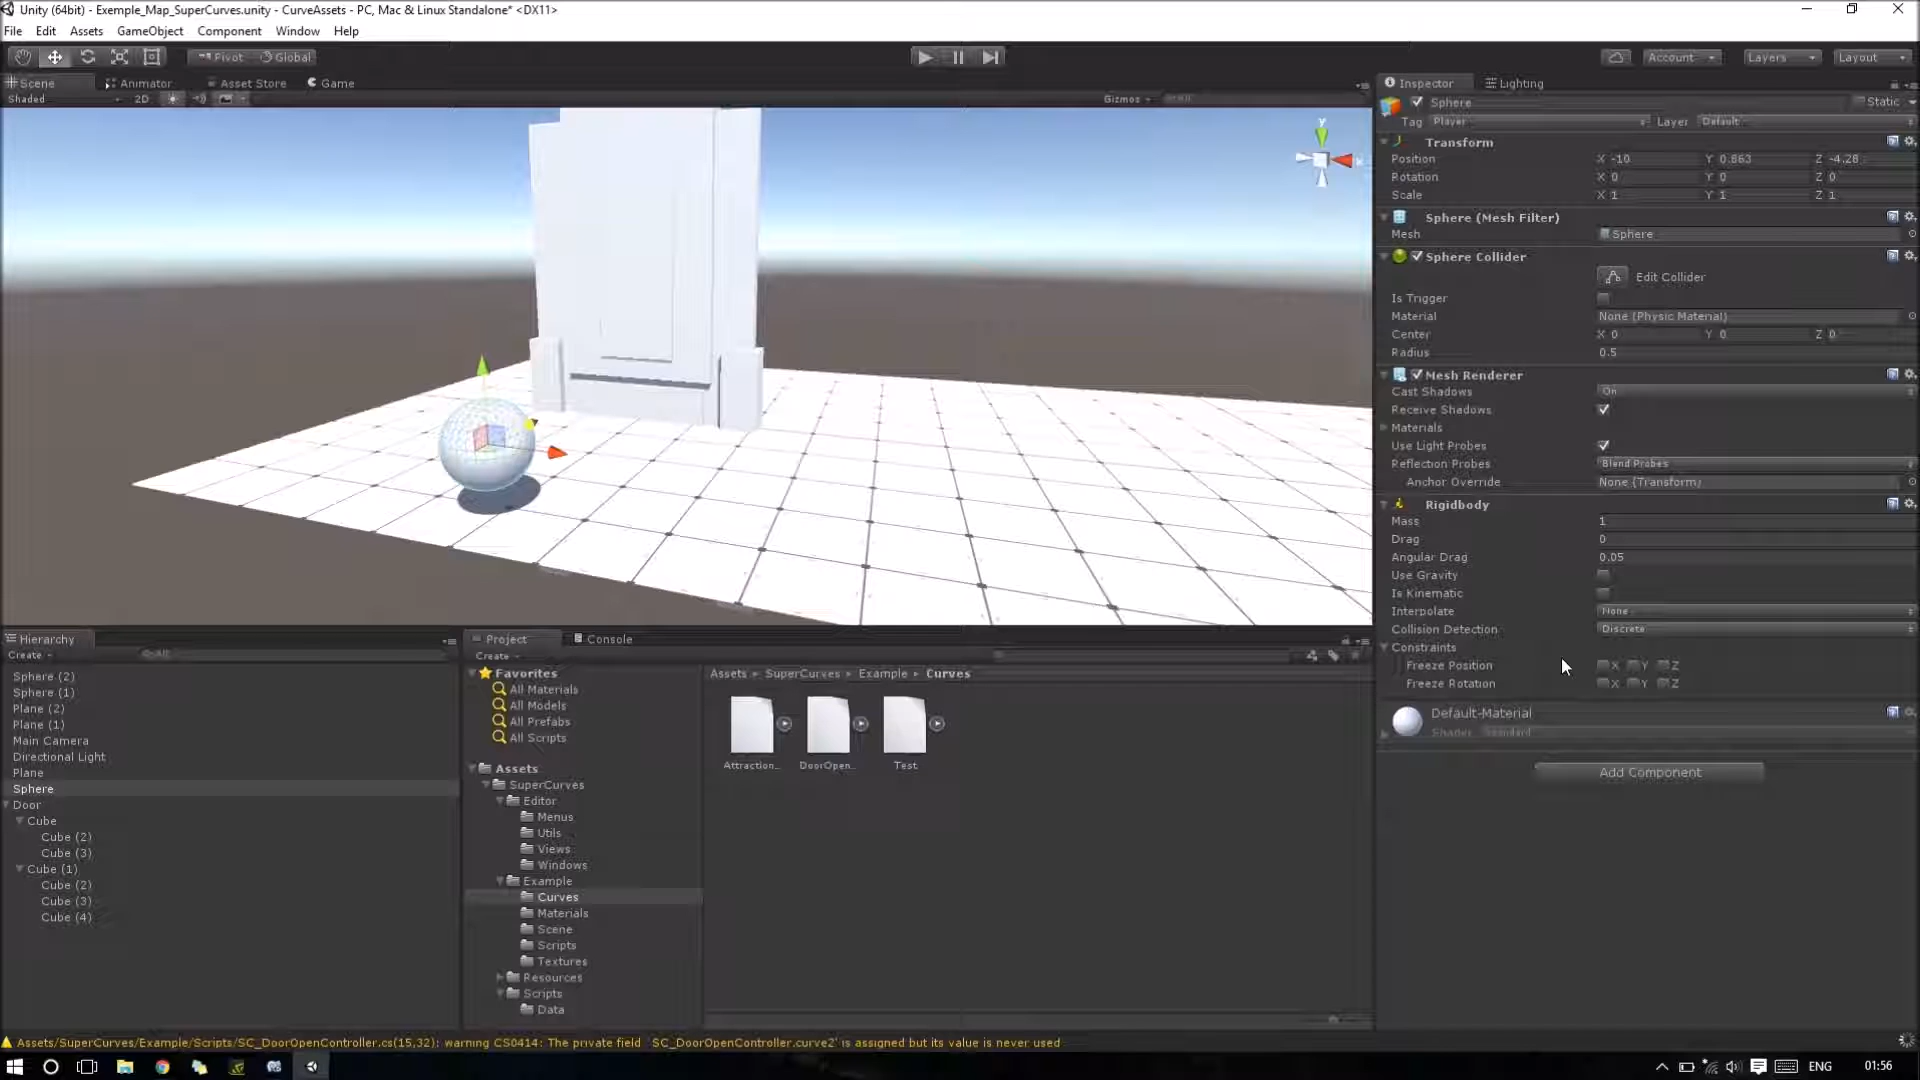 Unity (64bit) - Exemple_Map_SuperCurves.unity - CurveAssets - PC, Mac & Linux Standalone* <DX11>
File Edit Assets GameObject Component Window Help
Pivot Global Account Layers Layout
Scene Animator Asset Store Game
Shaded 2D Gizmos
y
Inspector Lighting
Sphere Static
Tag Player Layer Default
Transform
Position X -10 Y 0.863 Z -4.28
Rotation X 0 Y 0 Z 0
Scale X 1 Y 1 Z 1
Sphere (Mesh Filter)
Mesh Sphere
Sphere Collider
Edit Collider
Is Trigger
Material None (Physic Material)
Center X 0 Y 0 Z 0
Radius 0.5
Mesh Renderer
Cast Shadows On
Receive Shadows
Materials
Use Light Probes
Reflection Probes Blend Probes
Anchor Override None (Transform)
Rigidbody
Mass 1
Drag 0
Angular Drag 0.05
Use Gravity
Is Kinematic
Interpolate None
Collision Detection Discrete
Constraints
Freeze Position X Y Z
Freeze Rotation X Y Z
Default-Material
Shader Standard
Add Component
Hierarchy
Create
Sphere (2)
Sphere (1)
Plane (2)
Plane (1)
Main Camera
Directional Light
Plane
Sphere
Door
Cube
Cube (2)
Cube (3)
Cube (1)
Cube (2)
Cube (3)
Cube (4)
Project Console
Create
Favorites
All Materials
All Models
All Prefabs
All Scripts
Assets
SuperCurves
Editor
Menus
Utils
Views
Windows
Example
Curves
Materials
Scene
Scripts
Textures
Resources
Scripts
Data
Assets SuperCurves Example Curves
Attraction... DoorOpen... Test
Assets/SuperCurves/Example/Scripts/SC_DoorOpenController.cs(15,32): warning CS0414: The private field `SC_DoorOpenController.curve2' is assigned but its value is never used
ENG 01:56